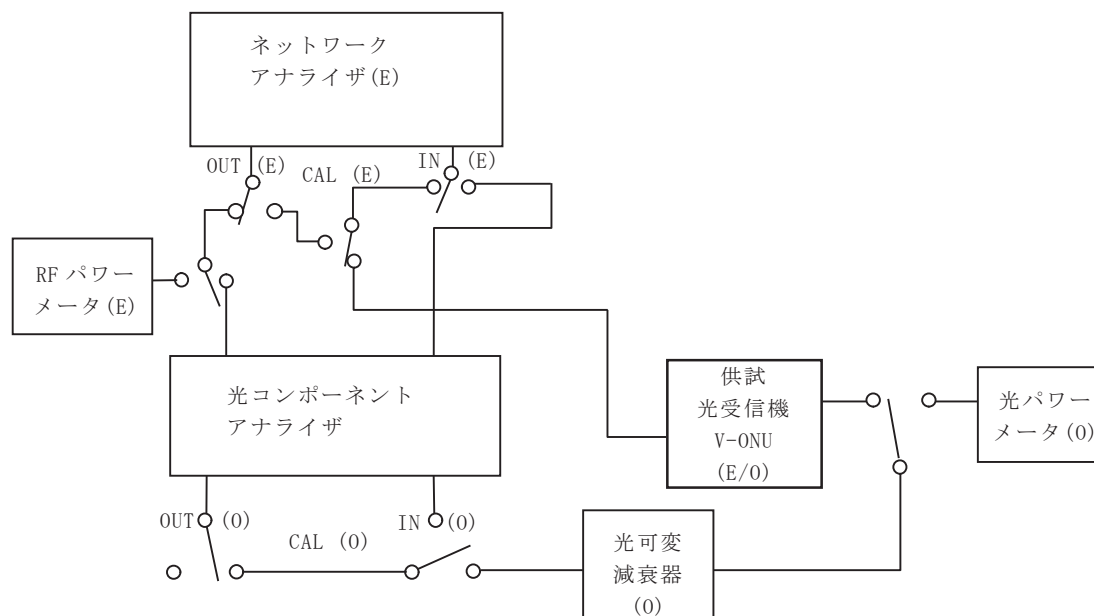 ネットワーク
アナライザ(E)
OUT (E)
CAL (E)
IN (E)
RF パワー
メータ(E)
光コンポーネント
アナライザ
供試
光受信機
V-ONU
(E/O)
光パワー
メータ(O)
OUT (O)
CAL (O)
IN (O)
光可変
減衰器
(O)